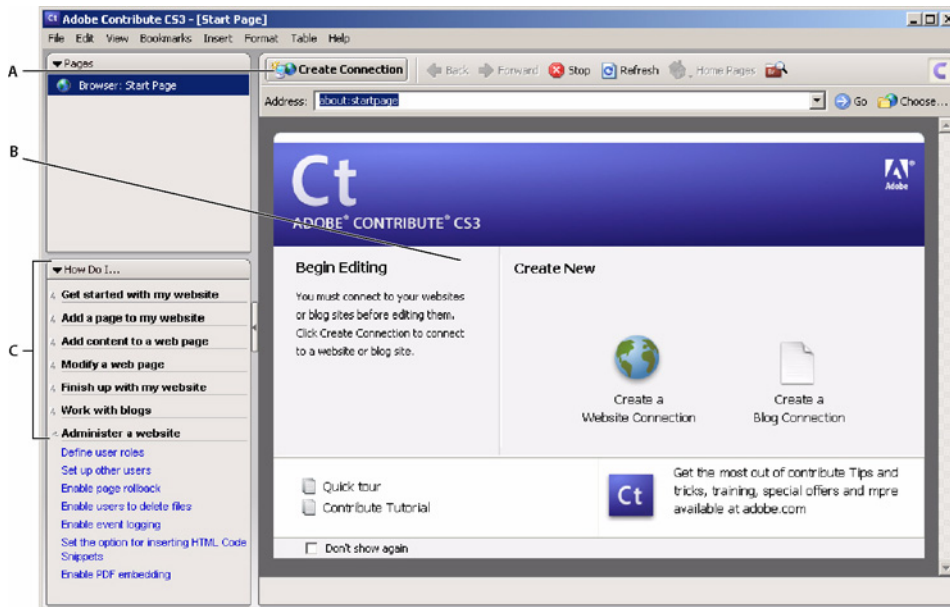 Adobe Contribute CS3 - [Start Page]
File Edit View Bookmarks Insert Format Table Help
A
Pages
Browser: Start Page
Create Connection Back Forward Stop Refresh Home Pages
Address: about:startpage Go Choose...
B
Ct
ADOBE® CONTRIBUTE® CS3
Adobe
Begin Editing
You must connect to your websites
or blog sites before editing them.
Click Create Connection to connect
to a website or blog site.
Create New
Create a
Website Connection
Create a
Blog Connection
C
How Do I...
Get started with my website
Add a page to my website
Add content to a web page
Modify a web page
Finish up with my website
Work with blogs
Administer a website
Define user roles
Set up other users
Enable page rollback
Enable users to delete files
Enable event logging
Set the option for inserting HTML Code
Snippets
Enable PDF embedding
Quick tour
Contribute Tutorial
Ct
Get the most out of contribute Tips and
tricks, training, special offers and mpre
available at adobe.com
Don't show again